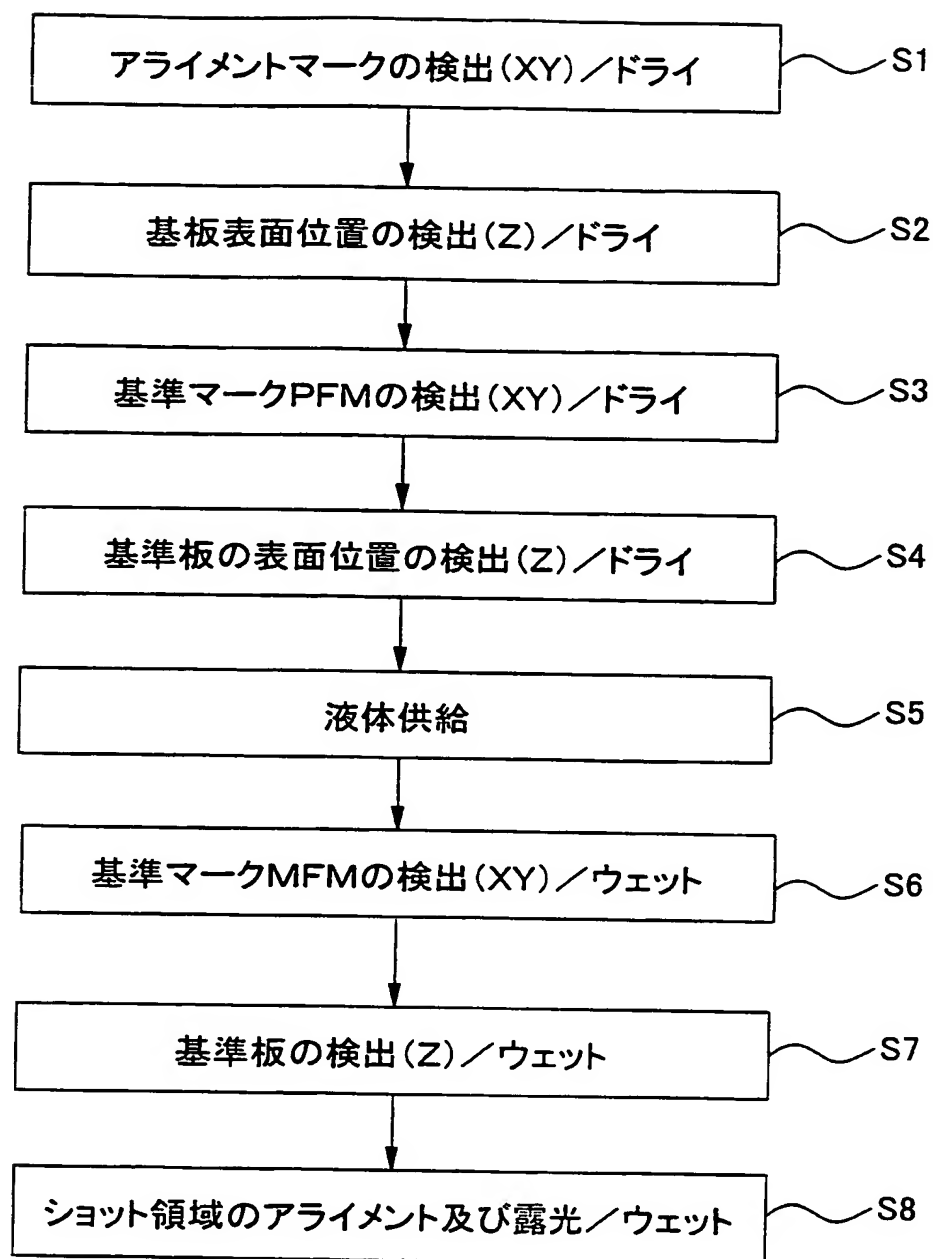 アライメントマークの検出(XY)／ドライ S1
基板表面位置の検出(Z)／ドライ S2
基準マークPFMの検出(XY)／ドライ S3
基準板の表面位置の検出(Z)／ドライ S4
液体供給 S5
基準マークMFMの検出(XY)／ウェット S6
基準板の検出(Z)／ウェット S7
ショット領域のアライメント及び露光／ウェット S8